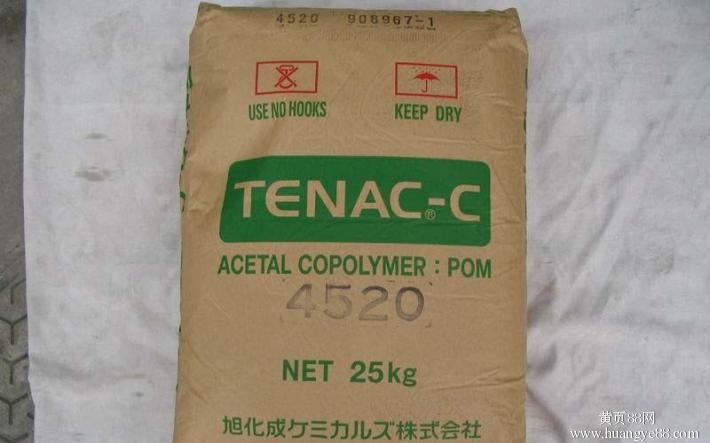 4520 908967-1
USE NO HOOKS KEEP DRY
TENAC®-C
ACETAL COPOLYMER : POM
4520
NET 25kg
旭化成ケミカルズ株式会社
黄页88网
www.huangye88.com